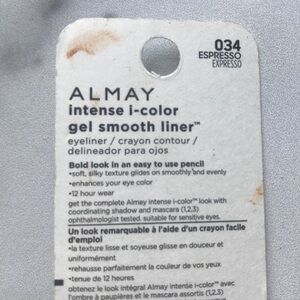 034
ESPRESSO
EXPRESSO
ALMAY
intense i-color
gel smooth liner™
eyeliner / crayon contour /
delineador para ojos
Bold look in an easy to use pencil
•soft, silky texture glides on smoothly and evenly
•enhances your eye color
•12 hour wear
get the complete Almay intense i-color™ look with
coordinating shadow and mascara (1,2,3)
ophthalmologist tested. suitable for sensitive eyes.
Un look remarquable à l'aide d'un crayon facile
d'emploi
•la texture lisse et soyeuse glisse en douceur et
uniformément
•rehausse parfaitement la couleur de vos yeux
•tenue de 12 heures
obtenez le look intégral Almay intense i-color™ avec
l'ombre à paupières et le mascara assortis (1,2,3)